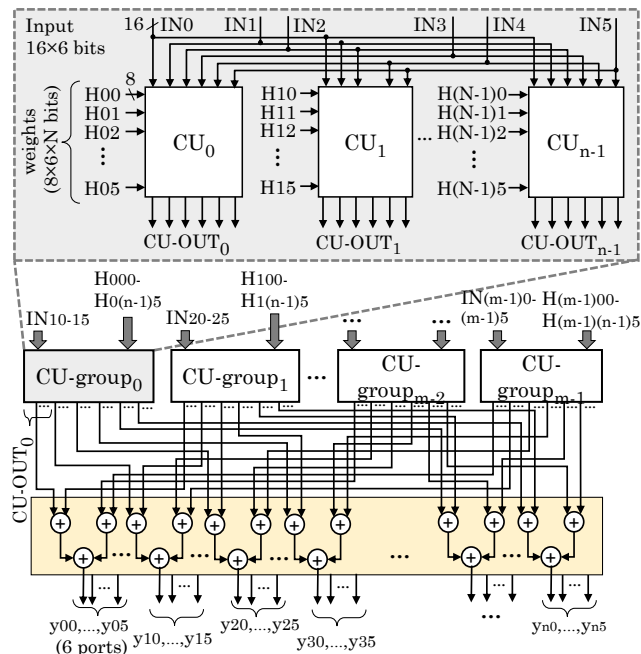 Input 16 IN0 IN1 IN2 IN3 IN4 IN5
16×6 bits
weights
(8×6×N bits)
8
H00 H10 H(N-1)0
H01 H11 H(N-1)1
H02 H12 ... H(N-1)2
... ... ...
H05 H15 H(N-1)5
CU0 CU1 CUn-1
CU-OUT0 CU-OUT1 CU-OUTn-1
H000- H100- ... ... IN(m-1)0- H(m-1)00-
IN10-15 H0(n-1)5 IN20-25 H1(n-1)5 (m-1)5 H(m-1)(n-1)5
CU-group0 CU-group1 ... CU- CU-
groupm-2 groupm-1
... ... ... ... ... ... ... ... ... ... ... ... ... ... ... ... ... ...
CU-OUT0
+ + + + + + + + + + + +
+ ... + ... + ... + ... + ... +
... ... ... ... ... ...
y00,...,y05 y10,...,y15 y20,...,y25 y30,...,y35 ... yn0,...,yn5
(6 ports)